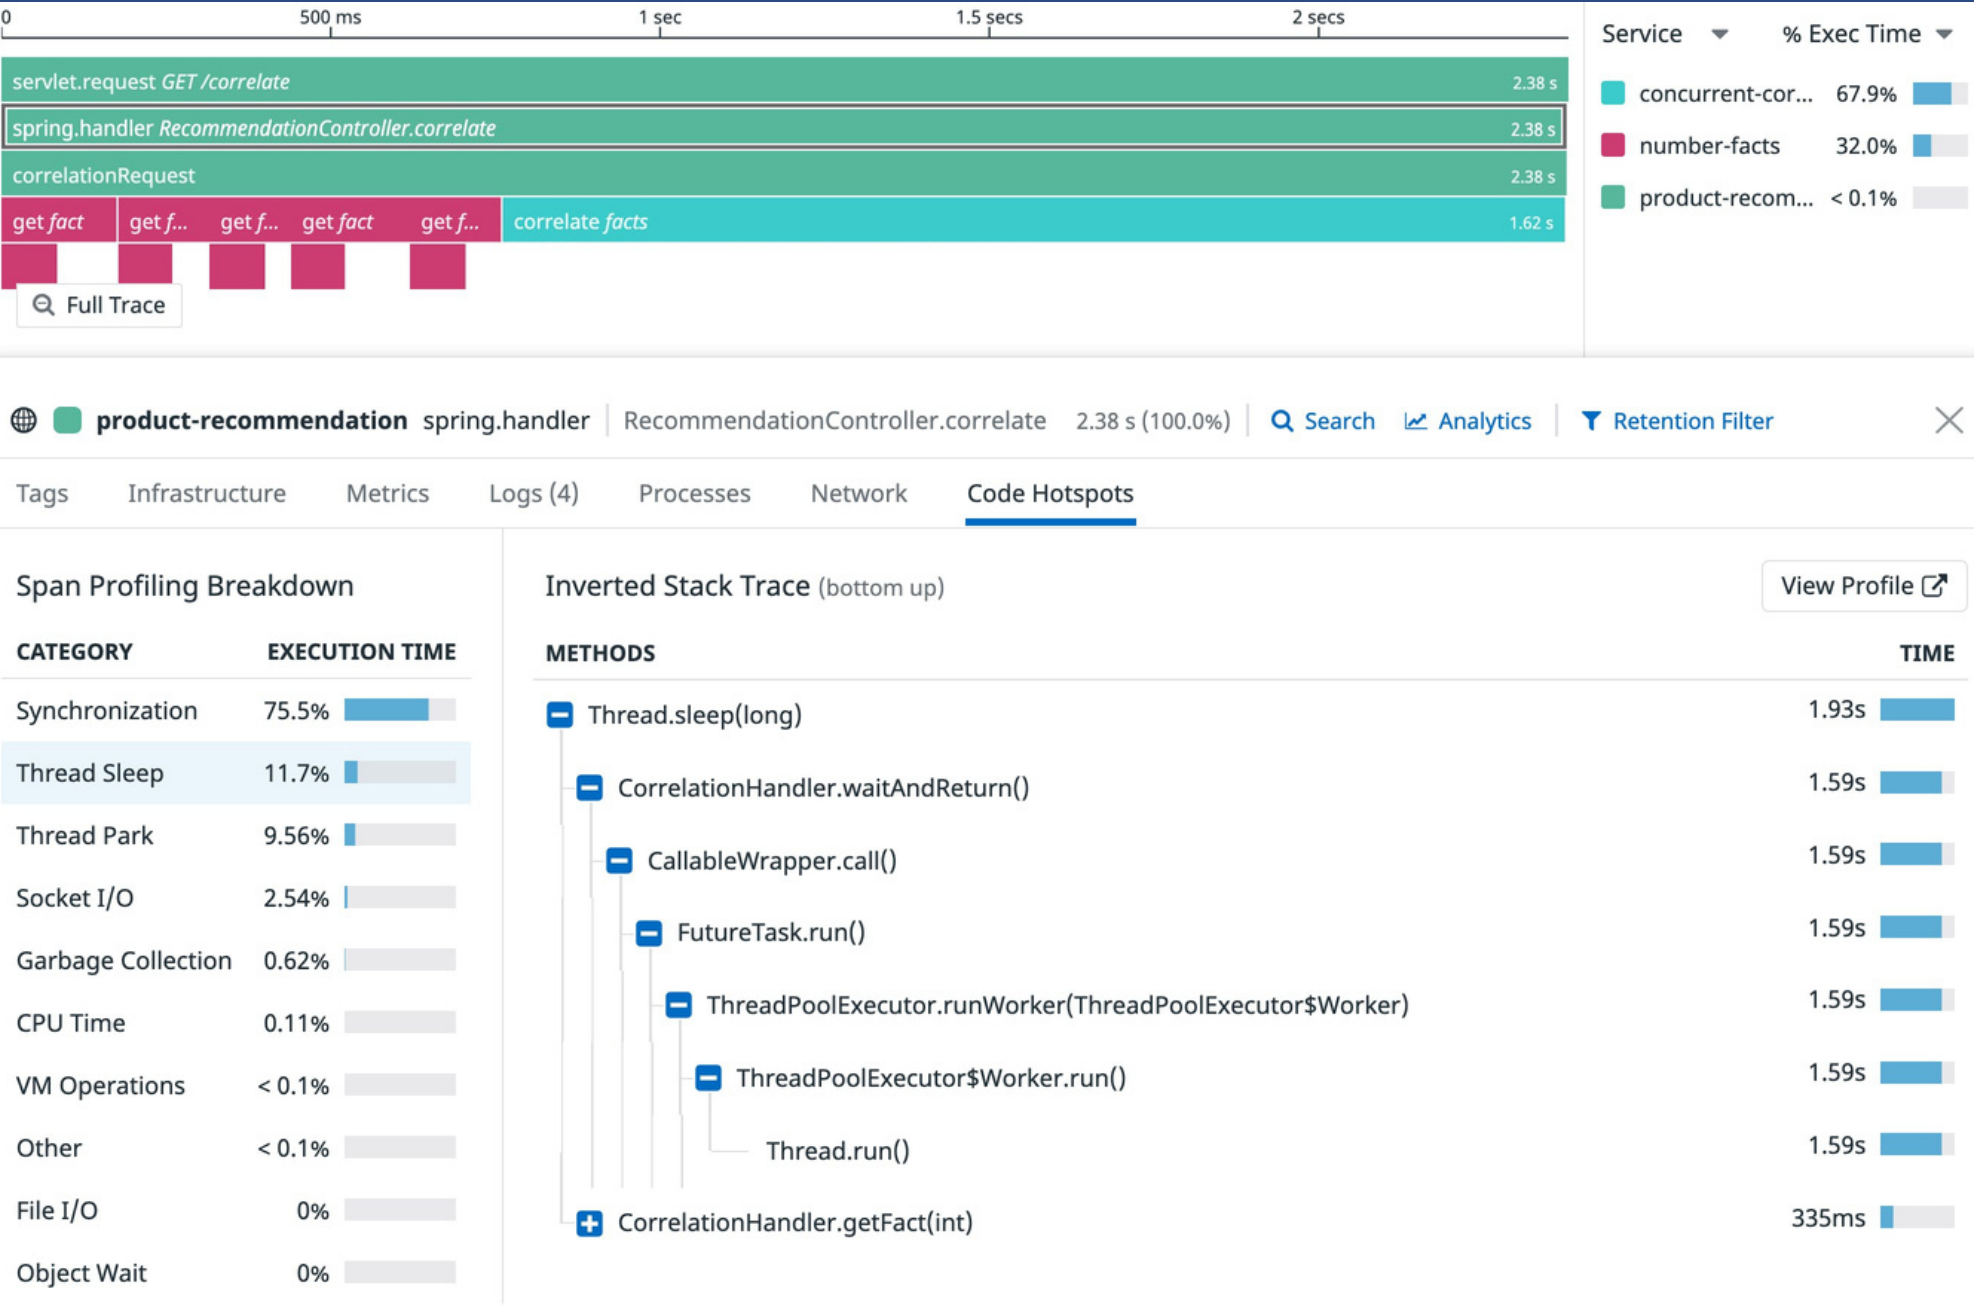 0 500 ms 1 sec 1.5 secs 2 secs
Service % Exec Time
servlet.request GET /correlate 2.38 s
concurrent-cor... 67.9%
spring.handler RecommendationController.correlate 2.38 s
number-facts 32.0%
correlationRequest 2.38 s
product-recom... < 0.1%
get fact get f... get f... get fact get f... correlate facts 1.62 s
Full Trace
product-recommendation spring.handler RecommendationController.correlate 2.38 s (100.0%) Search Analytics Retention Filter
Tags Infrastructure Metrics Logs (4) Processes Network Code Hotspots
Span Profiling Breakdown
CATEGORY EXECUTION TIME
Synchronization 75.5%
Thread Sleep 11.7%
Thread Park 9.56%
Socket I/O 2.54%
Garbage Collection 0.62%
CPU Time 0.11%
VM Operations < 0.1%
Other < 0.1%
File I/O 0%
Object Wait 0%
Inverted Stack Trace (bottom up) View Profile
METHODS TIME
Thread.sleep(long) 1.93s
CorrelationHandler.waitAndReturn() 1.59s
CallableWrapper.call() 1.59s
FutureTask.run() 1.59s
ThreadPoolExecutor.runWorker(ThreadPoolExecutor$Worker) 1.59s
ThreadPoolExecutor$Worker.run() 1.59s
Thread.run() 1.59s
CorrelationHandler.getFact(int) 335ms